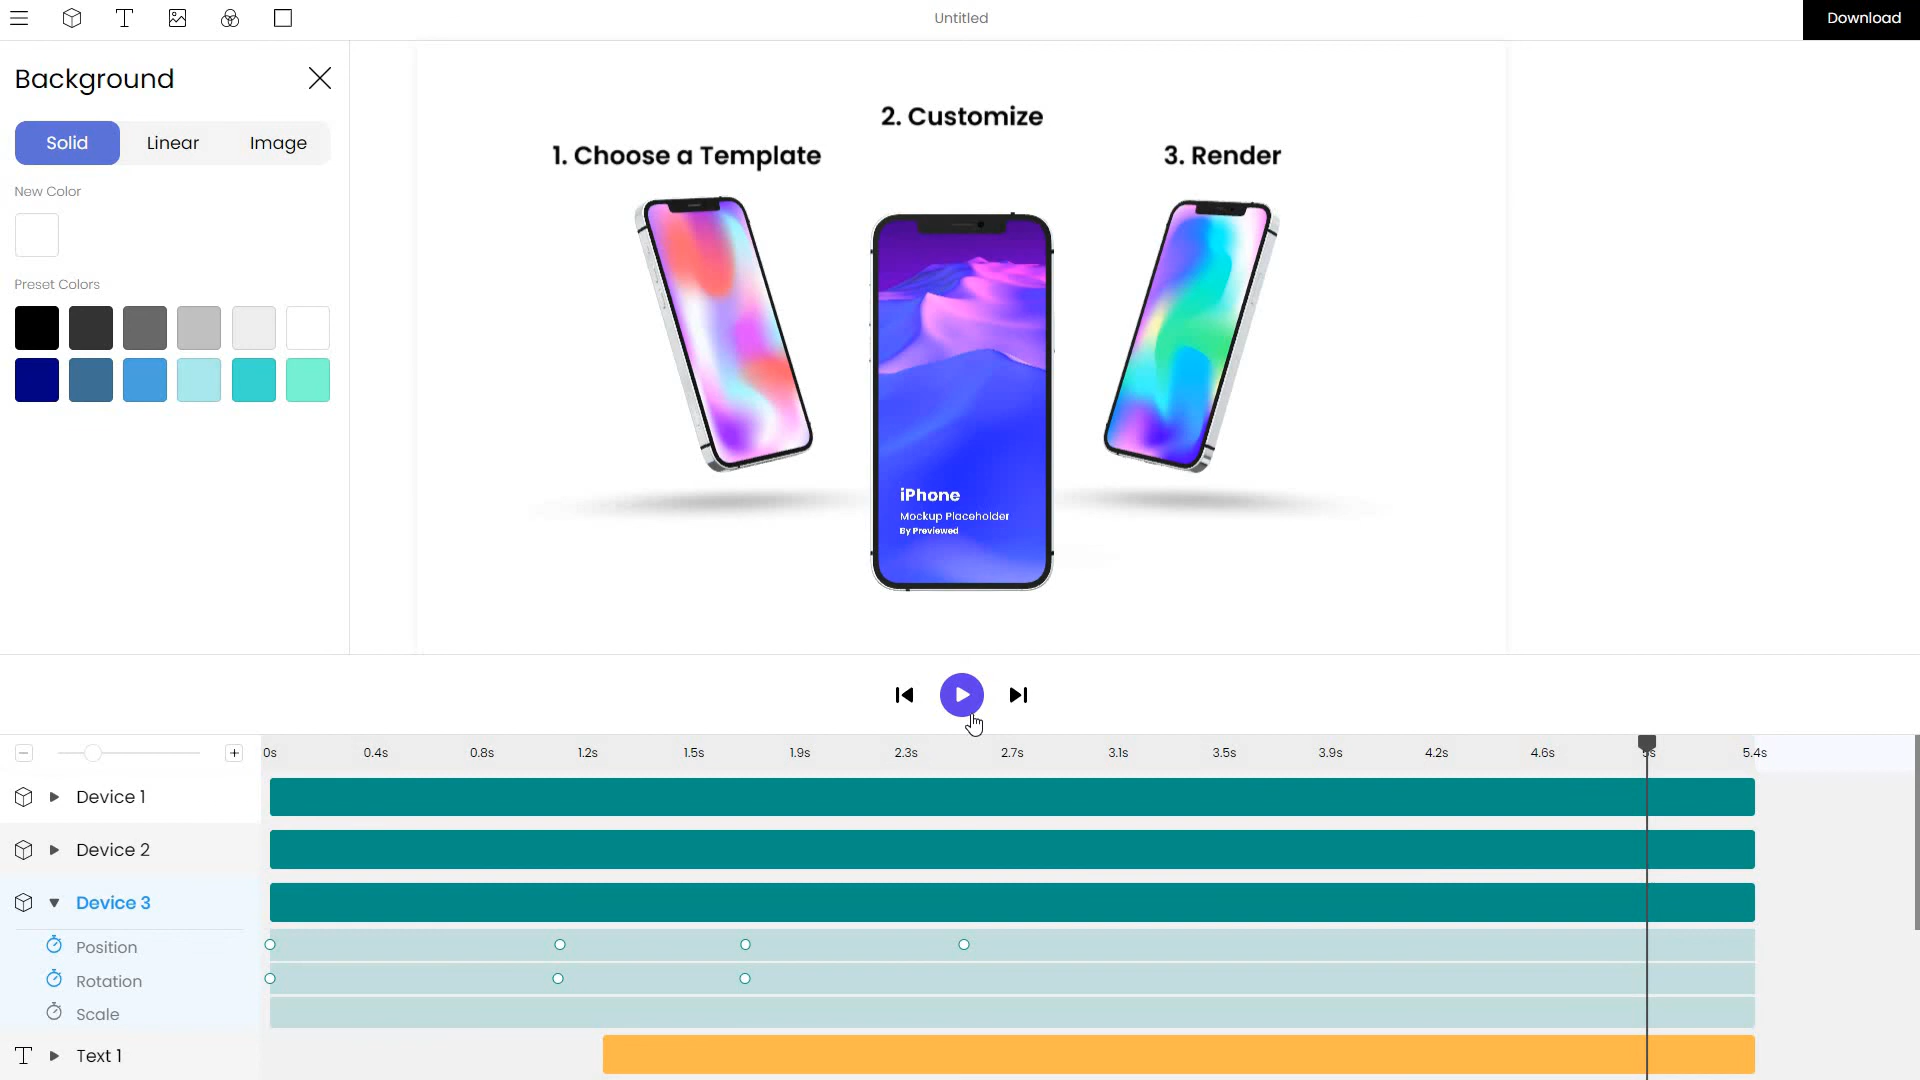 Untitled
Download
Background
Solid
Linear
Image
New Color
Preset Colors
2. Customize
1. Choose a Template
3. Render
iPhone
Mockup Placeholder
By Previewed
0s
0.4s
0.8s
1.2s
1.5s
1.9s
2.3s
2.7s
3.1s
3.5s
3.9s
4.2s
4.6s
5s
5.4s
Device 1
Device 2
Device 3
Position
Rotation
Scale
Text 1